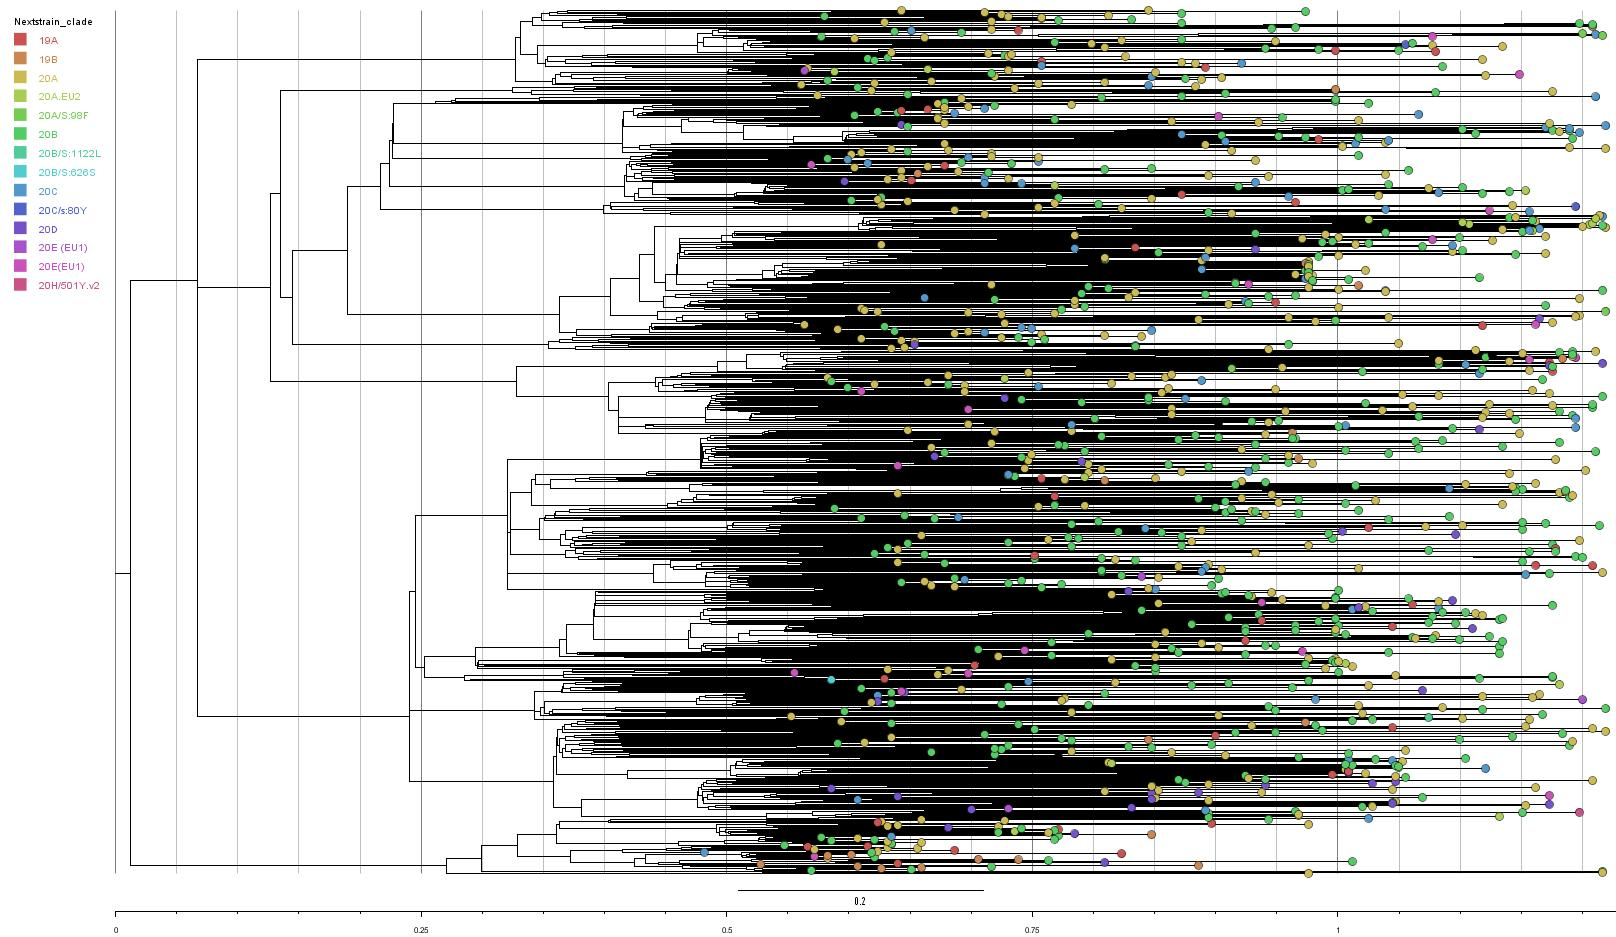 Nextstrain_clade
19A
19B
20A
20A.EU2
20A/S:98F
20B
20B/S:1122L
20B/S:626S
20C
20C/s:80Y
20D
20E (EU1)
20E(EU1)
20H/501Y.v2
0.2
0 0.25 0.5 0.75 1